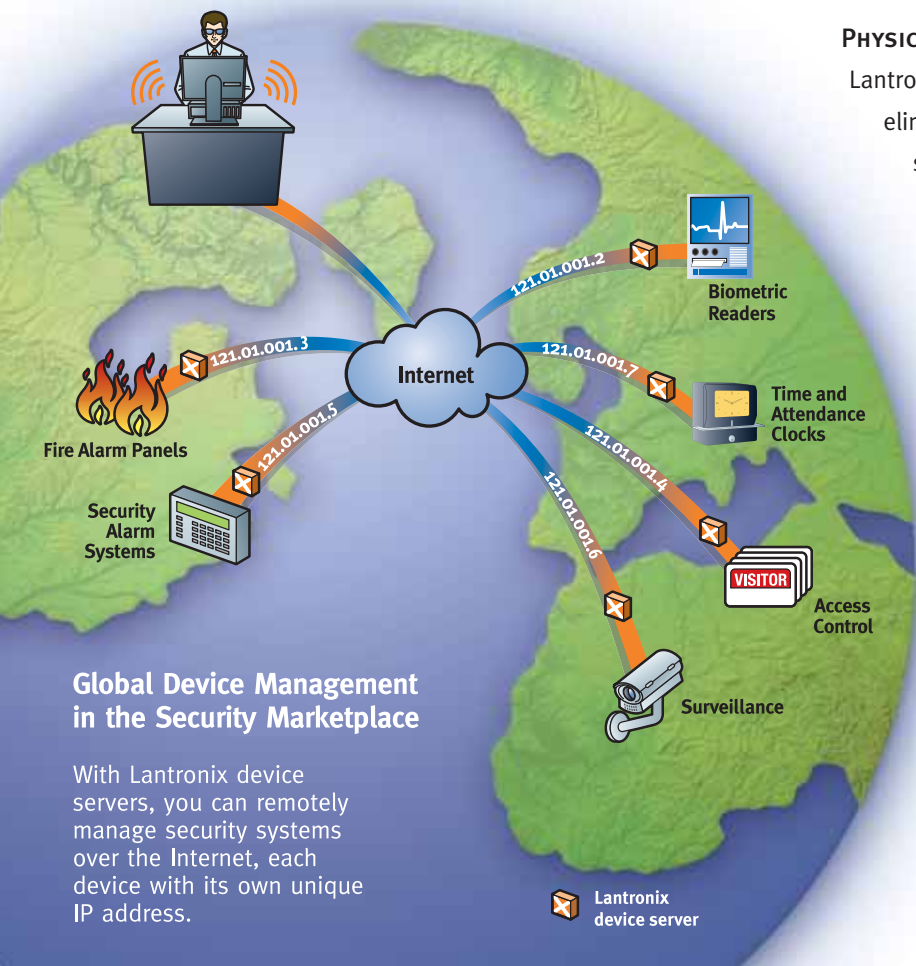 PHYSIC
Lantro
elin
s
121.01.001.2
Biometric
Readers
121.01.001.3
Internet
121.01.001.7
Time and
Attendance
Clocks
Fire Alarm Panels
121.01.001.5
121.01.001.4
Security
Alarm
Systems
121.01.001.6
VISITOR
Access
Control
Surveillance
Global Device Management
in the Security Marketplace
With Lantronix device
servers, you can remotely
manage security systems
over the Internet, each
device with its own unique
IP address.
Lantronix
device server